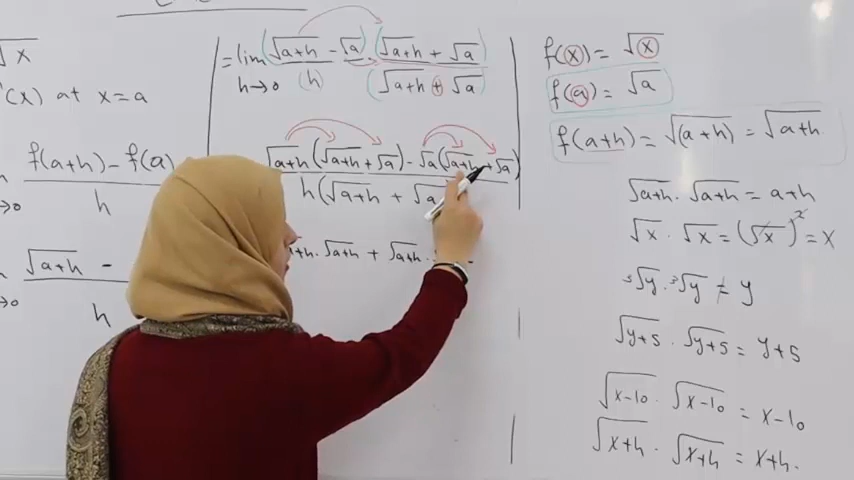 √x
'(x) at x=a
f(a+h)-f(a)
h
→0
√a+h -
h
→0
= lim (√a+h - √a) (√a+h + √a)
h→0 (h) (√a+h + √a)
√a+h (√a+h + √a) - √a (√a+h + √a)
h(√a+h + √a
+h. √a+h + √a+h . -
f(x) = √x
f(a) = √a
f(a+h) = √(a+h) = √a+h.
√a+h . √a+h = a+h
√x . √x = (√x)² = x
³√y . ³√y ≠ y
√y+5 . √y+5 = y+5
√x-10 . √x-10 = x-10
√x+h . √x+h = x+h.